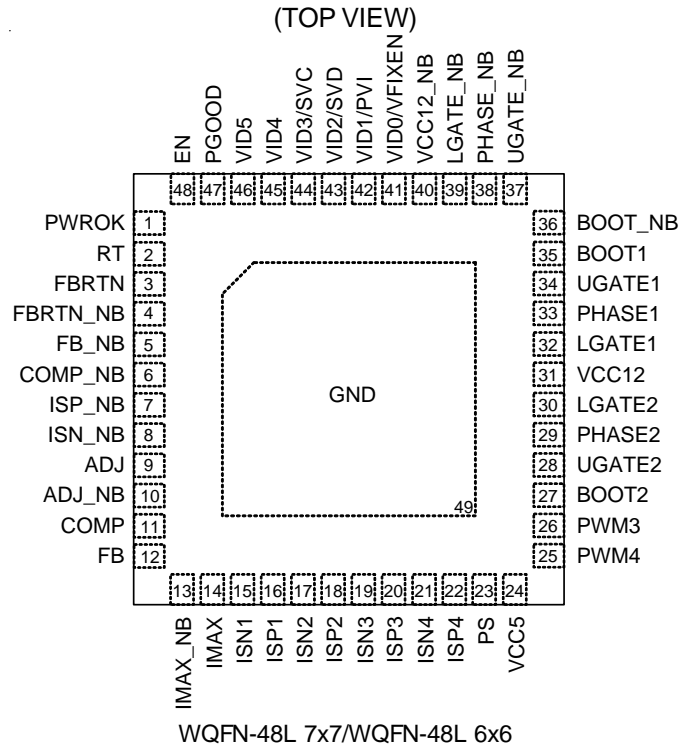 (TOP VIEW)
EN
PGOOD
VID5
VID4
VID3/SVC
VID2/SVD
VID1/PVI
VID0/VFIXEN
VCC12_NB
LGATE_NB
PHASE_NB
UGATE_NB
48 47 46 45 44 43 42 41 40 39 38 37
PWROK 1
RT 2
FBRTN 3
FBRTN_NB 4
FB_NB 5
COMP_NB 6
ISP_NB 7
ISN_NB 8
ADJ 9
ADJ_NB 10
COMP 11
FB 12
GND
49
36 BOOT_NB
35 BOOT1
34 UGATE1
33 PHASE1
32 LGATE1
31 VCC12
30 LGATE2
29 PHASE2
28 UGATE2
27 BOOT2
26 PWM3
25 PWM4
13 14 15 16 17 18 19 20 21 22 23 24
IMAX_NB
IMAX
ISN1
ISP1
ISN2
ISP2
ISN3
ISP3
ISN4
ISP4
PS
VCC5
WQFN-48L 7x7/WQFN-48L 6x6